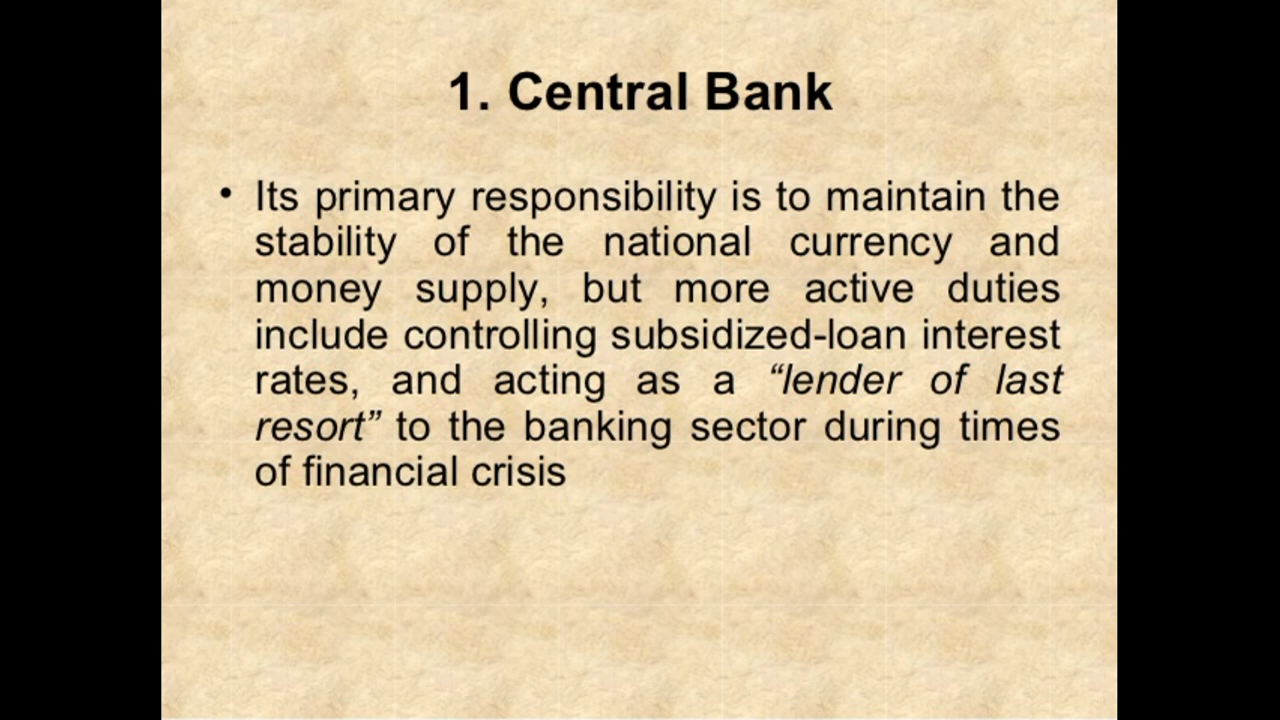 1. Central Bank
• Its primary responsibility is to maintain the
stability of the national currency and
money supply, but more active duties
include controlling subsidized-loan interest
rates, and acting as a “lender of last
resort” to the banking sector during times
of financial crisis